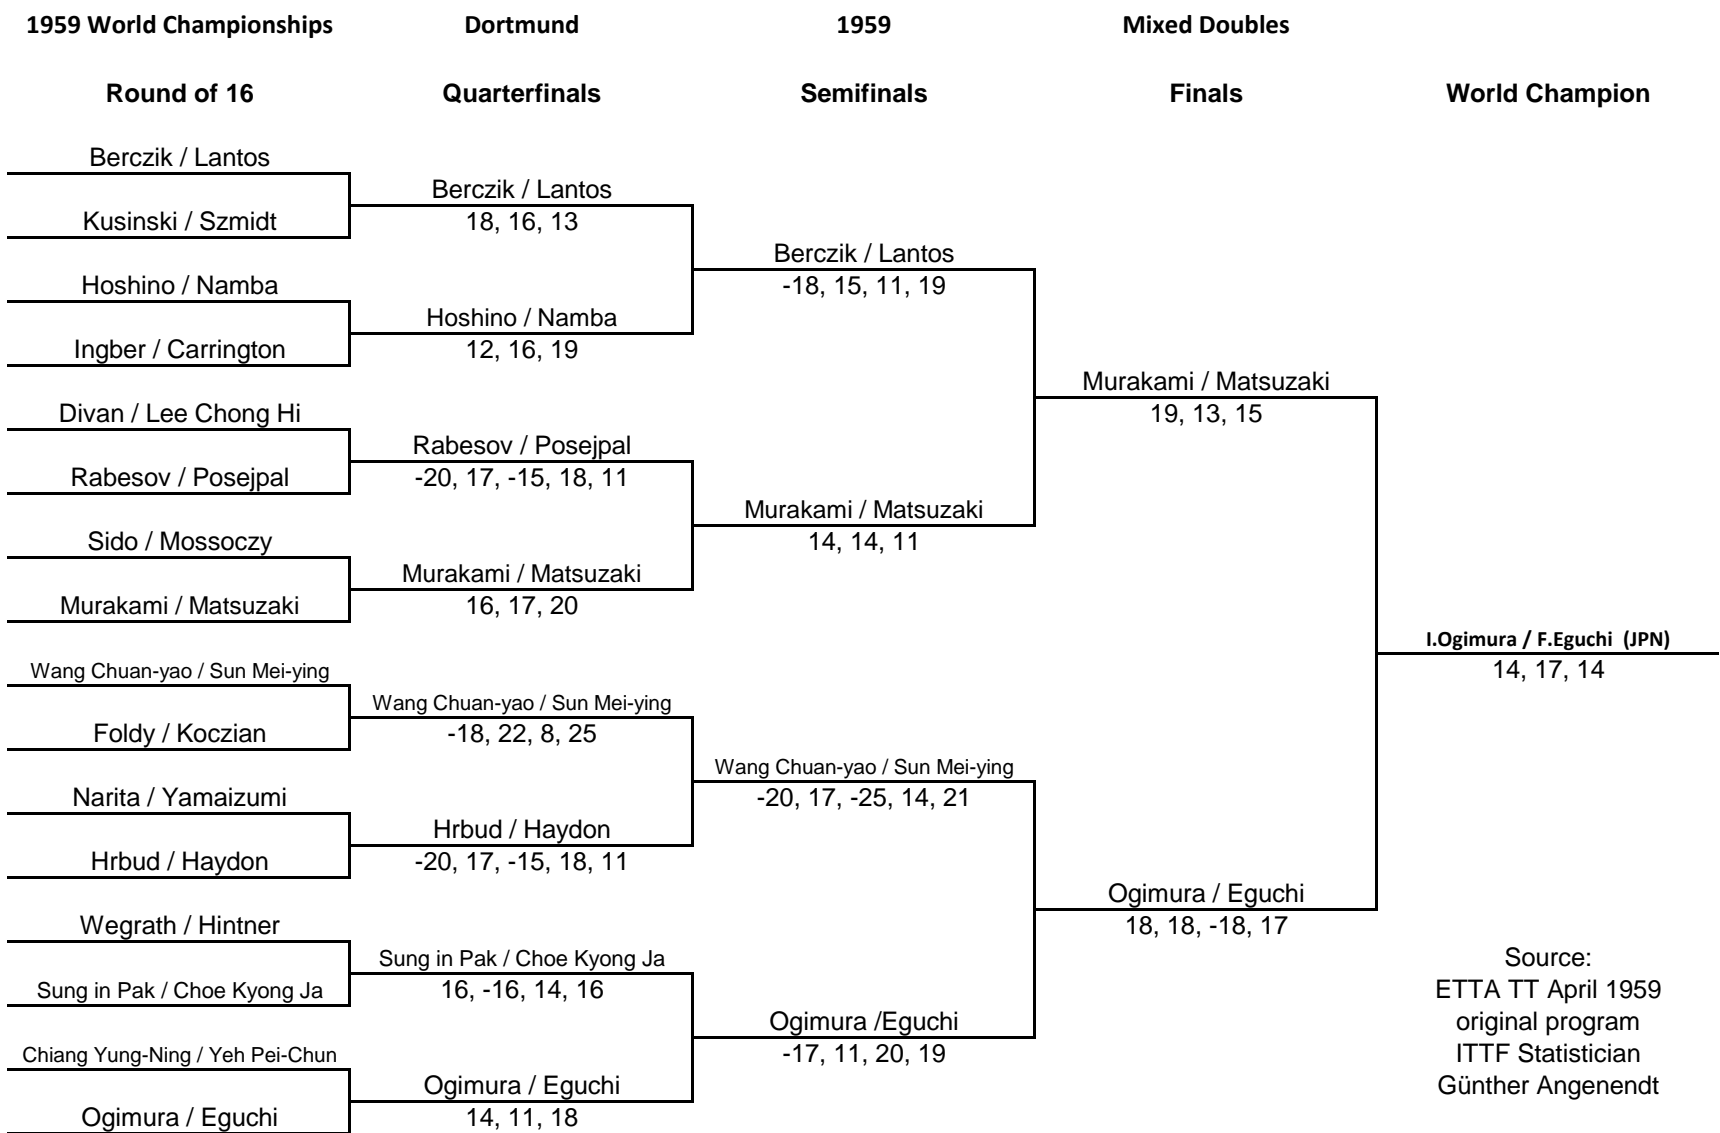 1959 World Championships Dortmund 1959 Mixed Doubles
Round of 16 Quarterfinals Semifinals Finals World Champion
Berczik / Lantos
Berczik / Lantos
Kusinski / Szmidt 18, 16, 13
Berczik / Lantos
Hoshino / Namba -18, 15, 11, 19
Hoshino / Namba
Ingber / Carrington 12, 16, 19
Murakami / Matsuzaki
Divan / Lee Chong Hi 19, 13, 15
Rabesov / Posejpal
Rabesov / Posejpal -20, 17, -15, 18, 11
Murakami / Matsuzaki
Sido / Mossoczy 14, 14, 11
Murakami / Matsuzaki
Murakami / Matsuzaki 16, 17, 20
I.Ogimura / F.Eguchi (JPN)
Wang Chuan-yao / Sun Mei-ying 14, 17, 14
Wang Chuan-yao / Sun Mei-ying
Foldy / Koczian -18, 22, 8, 25
Wang Chuan-yao / Sun Mei-ying
Narita / Yamaizumi -20, 17, -25, 14, 21
Hrbud / Haydon
Hrbud / Haydon -20, 17, -15, 18, 11
Ogimura / Eguchi
Wegrath / Hintner 18, 18, -18, 17
Sung in Pak / Choe Kyong Ja Source:
Sung in Pak / Choe Kyong Ja 16, -16, 14, 16 ETTA TT April 1959
Ogimura /Eguchi original program
Chiang Yung-Ning / Yeh Pei-Chun -17, 11, 20, 19 ITTF Statistician
Ogimura / Eguchi Günther Angenendt
Ogimura / Eguchi 14, 11, 18